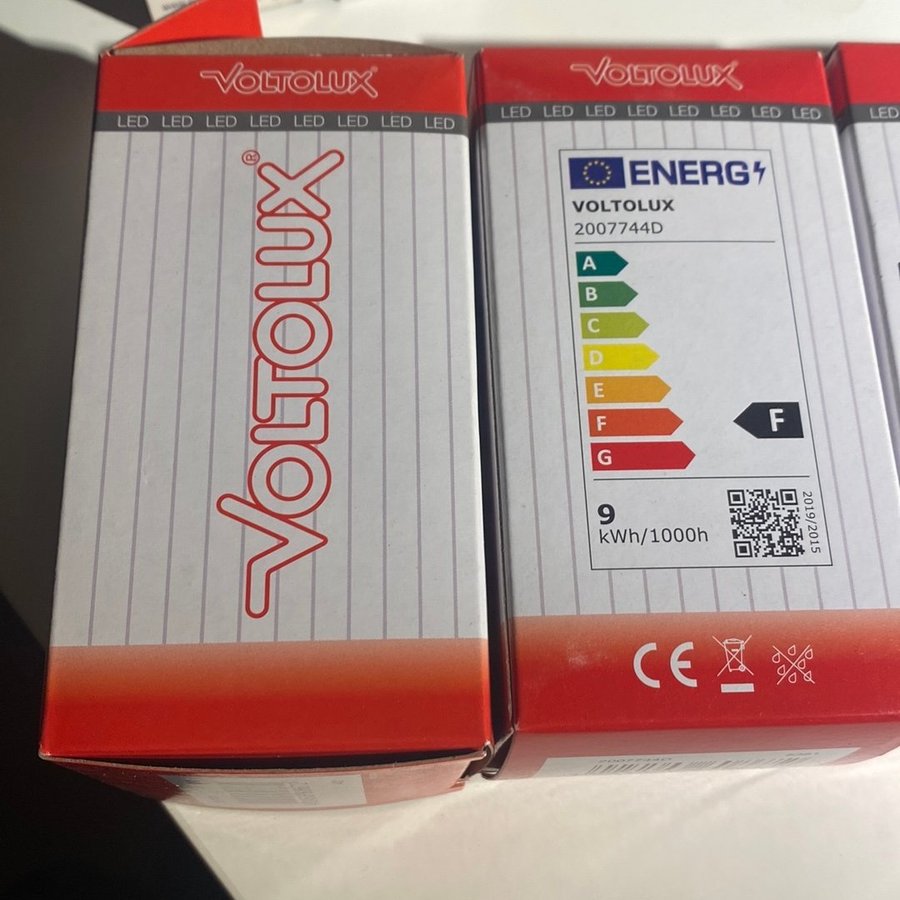 VOLTOLUX®
LED LED LED LED LED LED LED LED
VOLTOLUX®
VOLTOLUX
LED LED LED LED LED LED LED LED
ENERG
VOLTOLUX
2007744D
A
B
C
D
E
F
G
F
9
kWh/1000h
2019/2015
CE
2007744D
LED